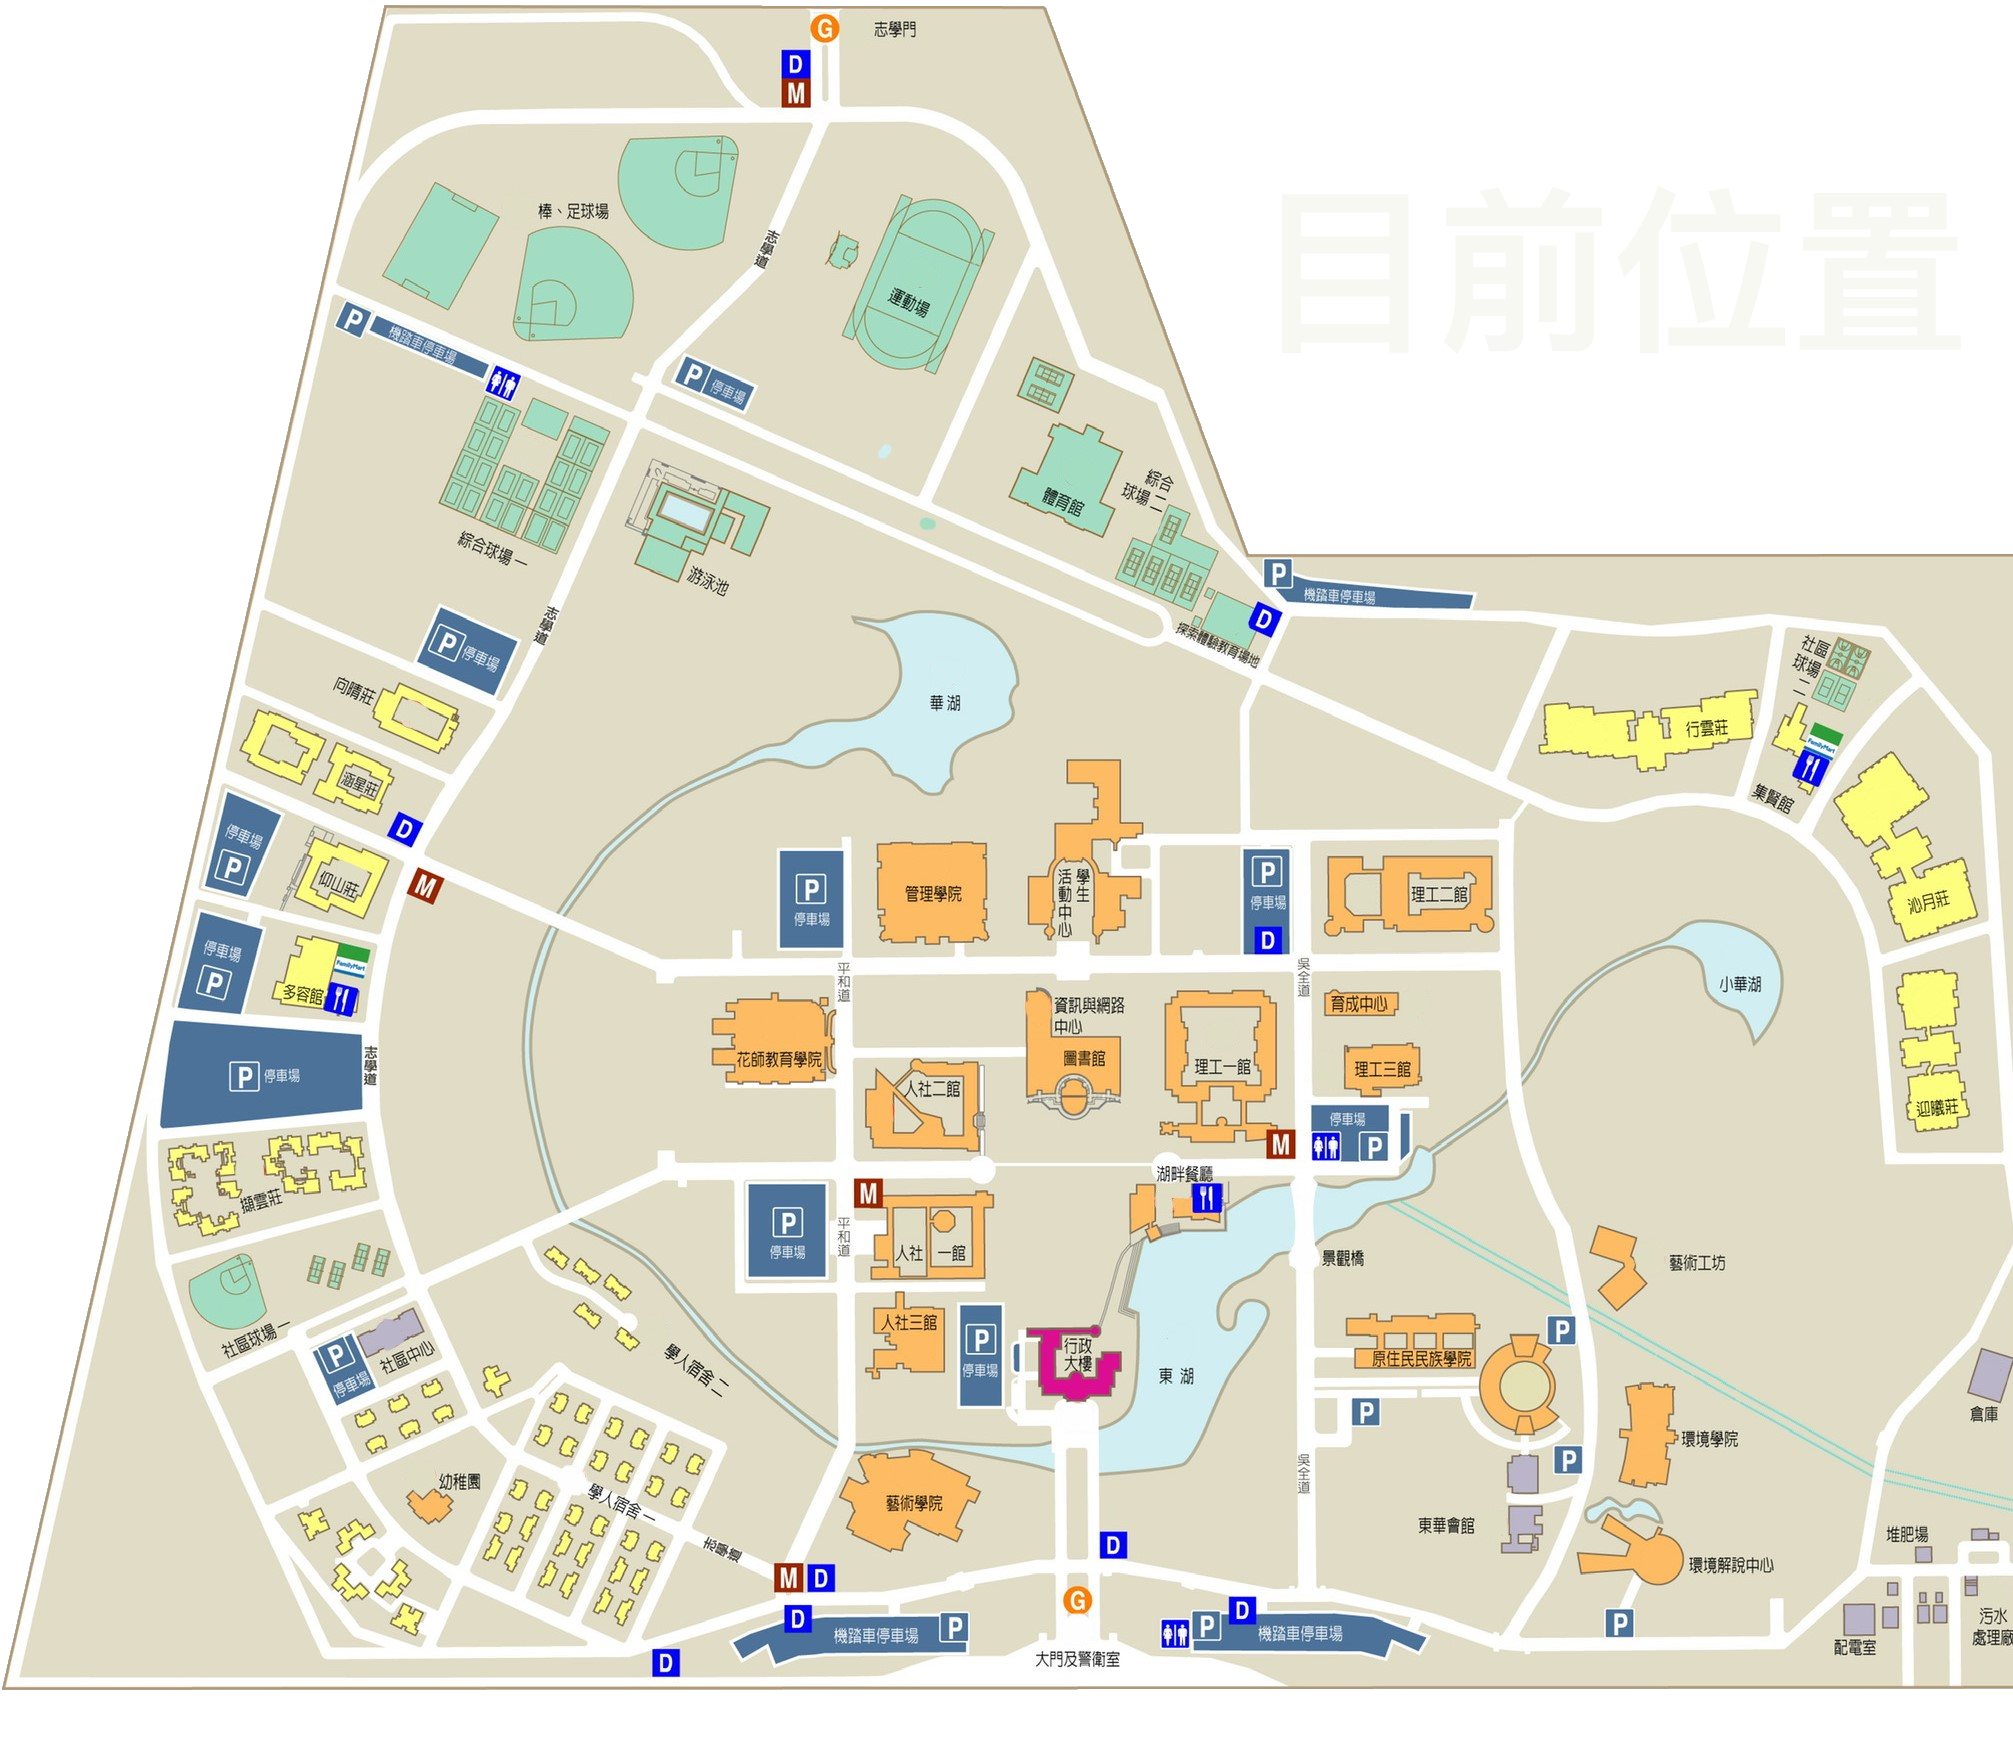 G
志學門
D
M
目前位置
棒、足球場
志學道
運動場
P
機踏車停車場
P 停車場
綜合
球場二
體育館
綜合球場一
游泳池
P
機踏車停車場
D
探索體驗教育場地
志學道
P 停車場
社區
球場二
向晴莊
華湖
行雲莊
FamilyMart
涵星莊
集賢館
D
停車場
P
仰山莊
M
P
停車場
管理學院
學生
活動中心
P
停車場
D
理工二館
沁月莊
停車場
P
FamilyMart
多容館
平和道
吳全道
小華湖
花師教育學院
資訊與網路
中心
圖書館
理工一館
育成中心
理工三館
P 停車場
志學道
人社二館
迎曦莊
停車場
P
M
擷雲莊
湖畔餐廳
M
P
停車場
平和道
人社一館
景觀橋
藝術工坊
社區球場一
社區中心
P
停車場
學人宿舍二
人社三館
P
停車場
行政
大樓
東湖
原住民民族學院
P
P
倉庫
環境學院
幼稚園
學人宿舍一
藝術學院
吳全道
P
志學道
東華會館
堆肥場
D
M
D
環境解說中心
D
機踏車停車場
P
G
P
D
機踏車停車場
P
污水
處理廠
配電室
大門及警衛室
D